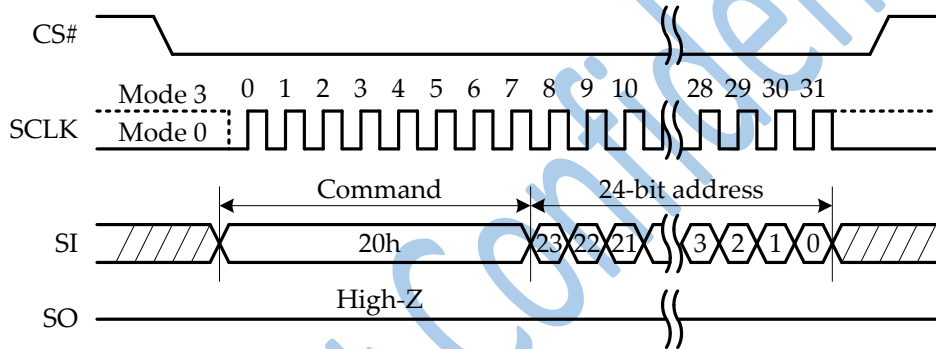 CS#
Mode 3 0 1 2 3 4 5 6 7 8 9 10 28 29 30 31
SCLK Mode 0
Command 24-bit address
SI 20h 23 22 21 3 2 1 0
High-Z
SO